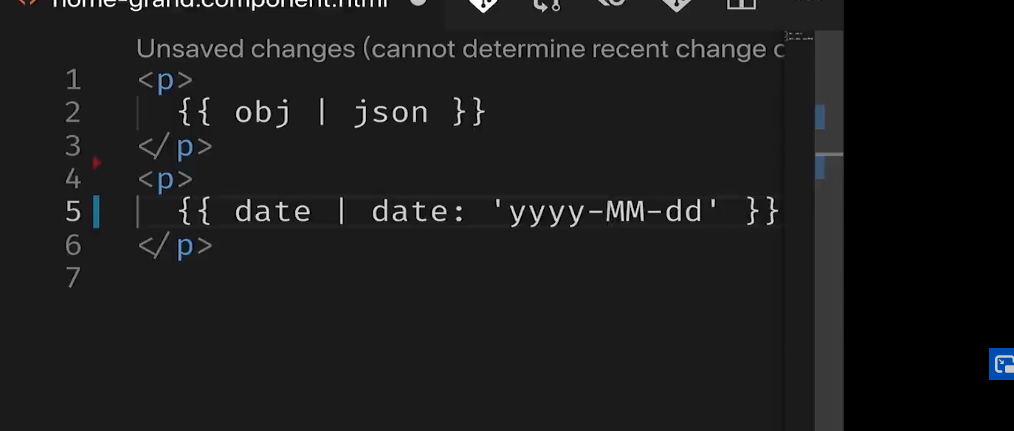 home-grand.component.html
Unsaved changes (cannot determine recent change
1 <p>
2 {{ obj | json }}
3 </p>
4 <p>
5 {{ date | date: 'yyyy-MM-dd' }}
6 </p>
7